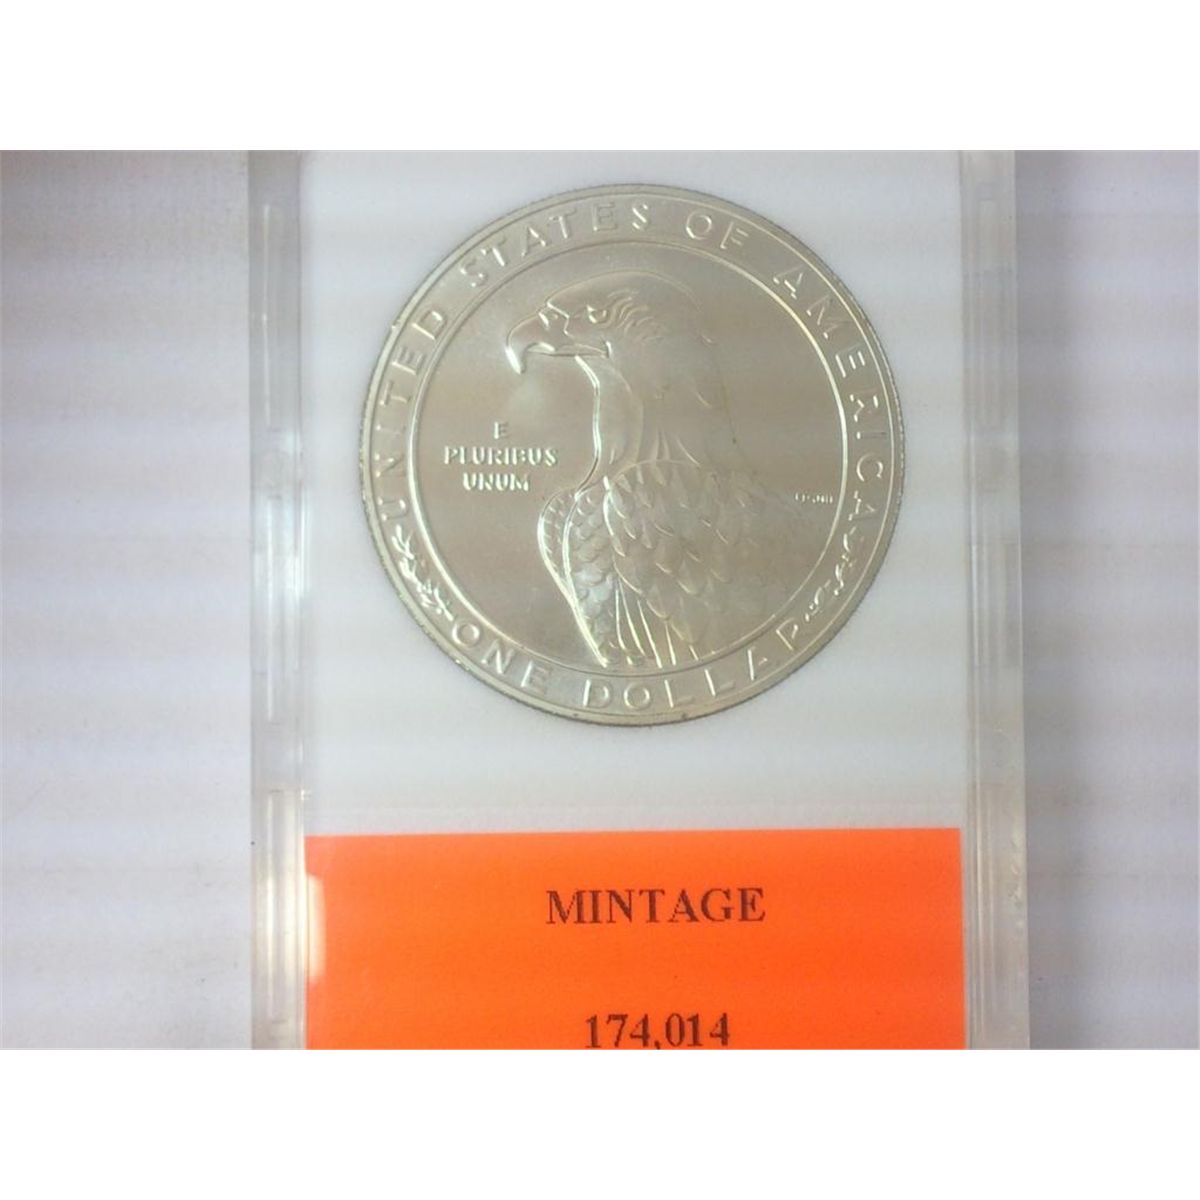 UNITED STATES OF AMERICA
E
PLURIBUS
UNUM
ONE DOLLAR
MINTAGE
174,014